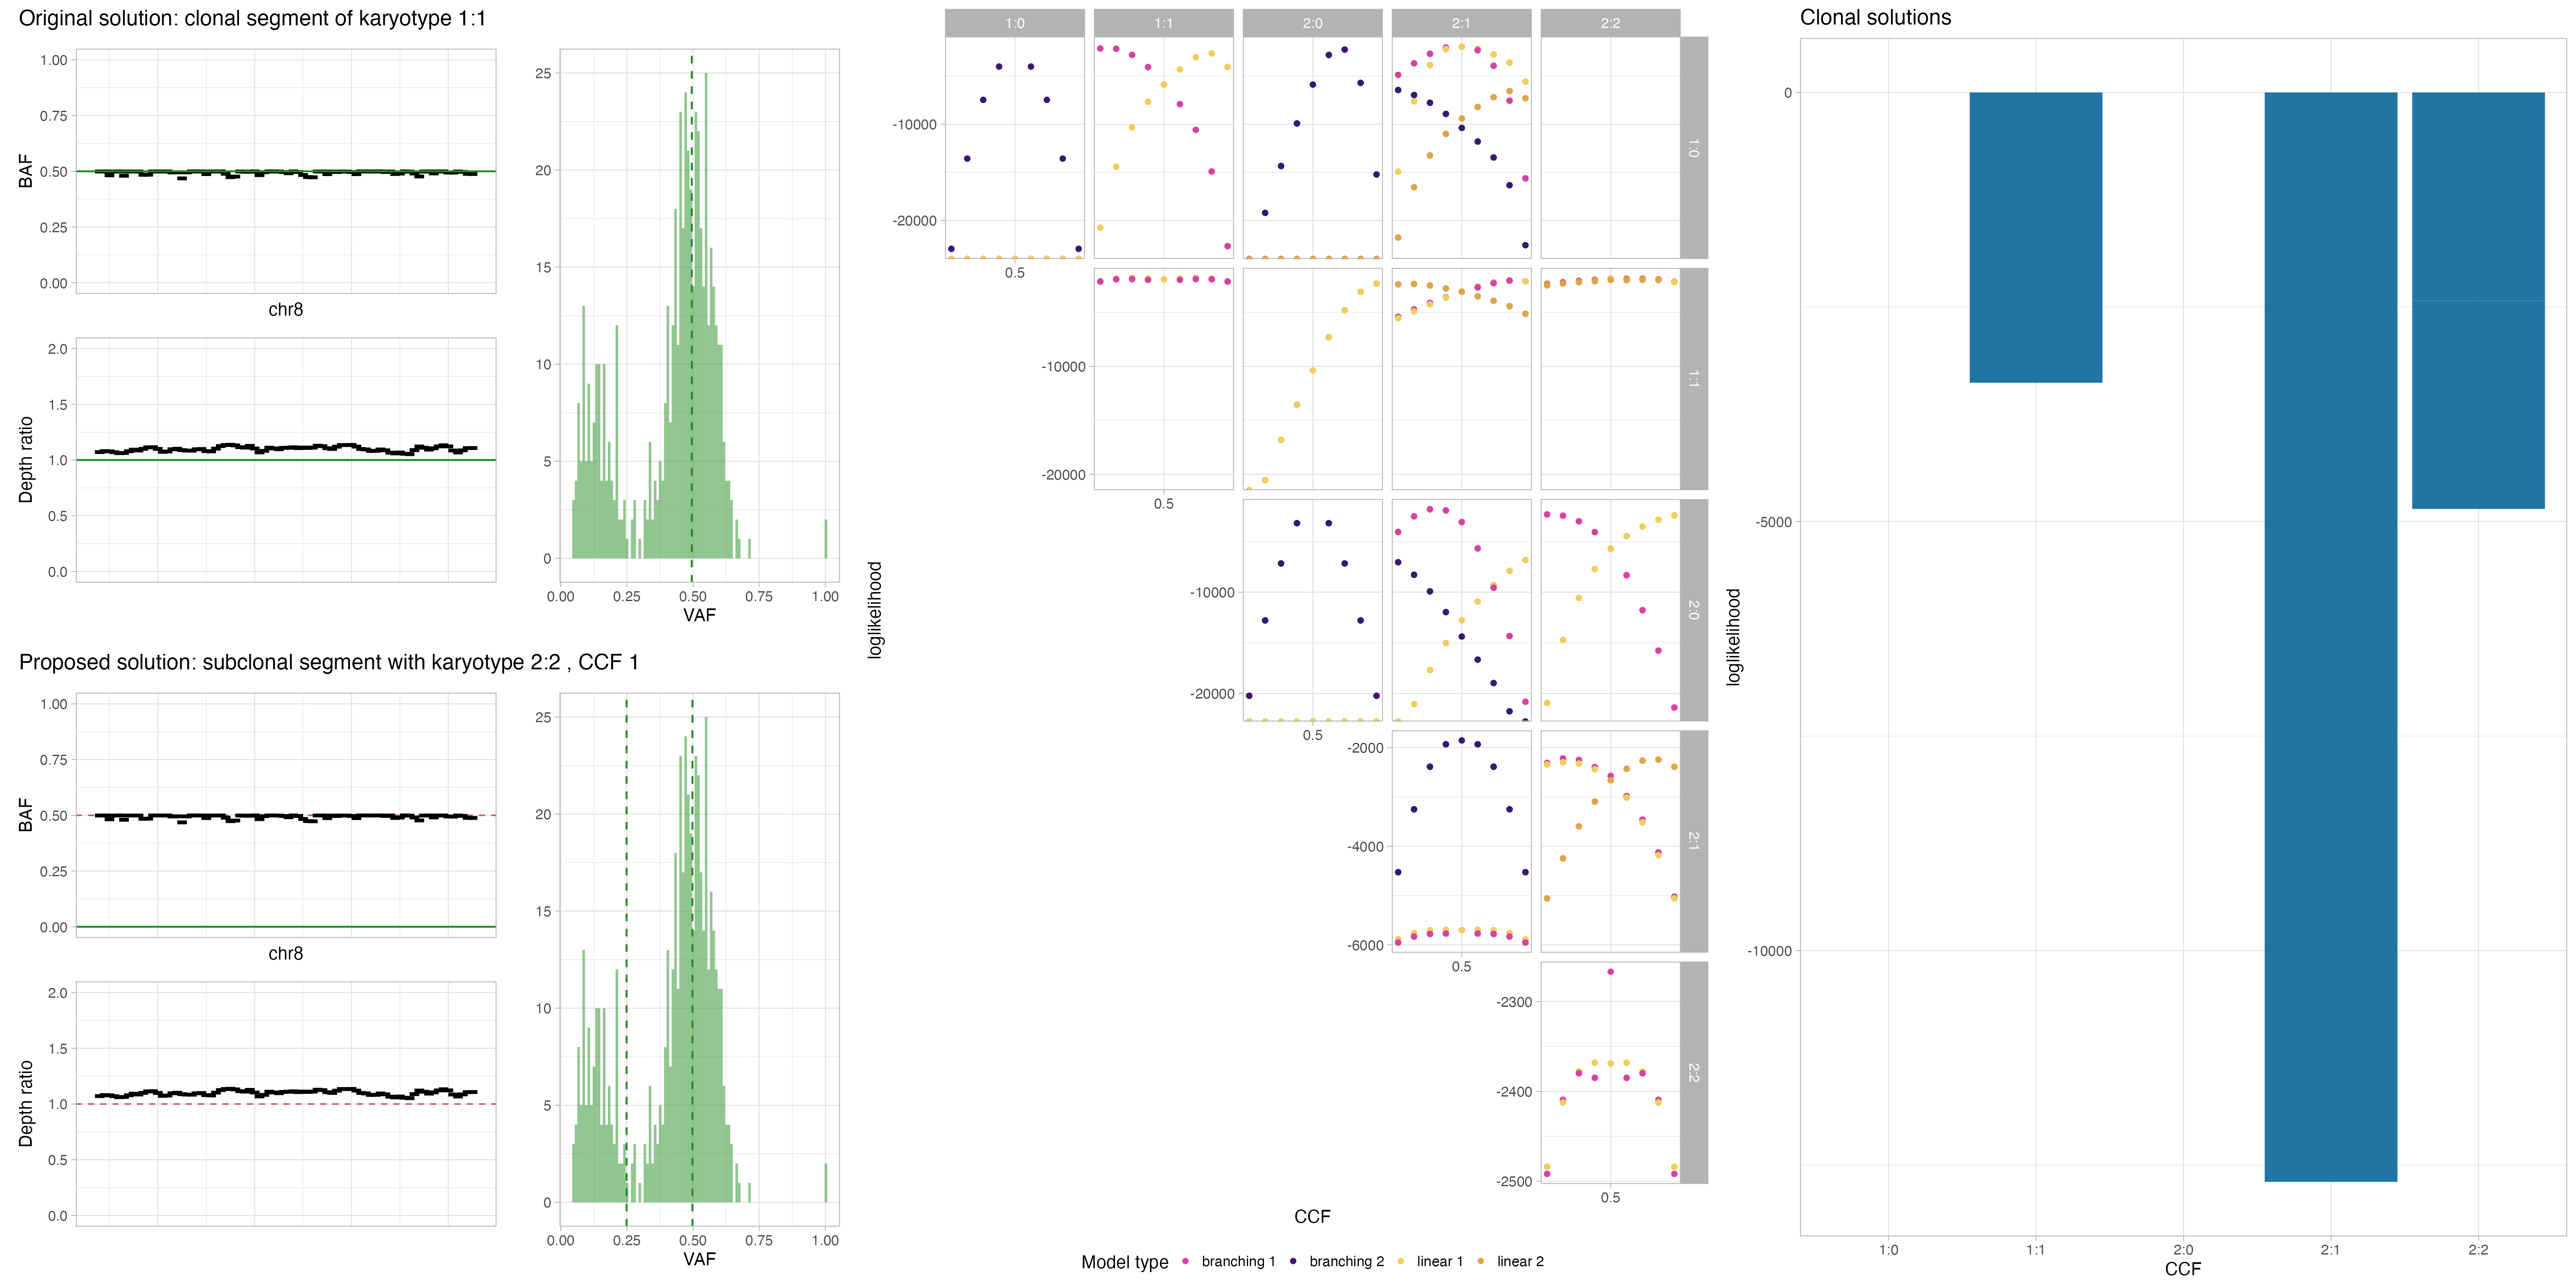 Original solution: clonal segment of karyotype 1:1
1.00
0.75
0.50
0.25
0.00
BAF
chr8
2.0
1.5
1.0
0.5
0.0
Depth ratio
25
20
15
10
5
0
0.00 0.25 0.50 0.75 1.00
VAF
Proposed solution: subclonal segment with karyotype 2:2 , CCF 1
1.00
0.75
0.50
0.25
0.00
BAF
chr8
2.0
1.5
1.0
0.5
0.0
Depth ratio
25
20
15
10
5
0
0.00 0.25 0.50 0.75 1.00
VAF
1:0 1:1 2:0 2:1 2:2
-10000
-20000
1:0
0.5
-10000
-20000
1:1
0.5
-10000
-20000
2:0
0.5
-2000
-4000
-6000
2:1
0.5
-2300
-2400
-2500
2:2
0.5
loglikelihood
CCF
Model type branching 1 branching 2 linear 1 linear 2
Clonal solutions
0
-5000
-10000
loglikelihood
1:0 1:1 2:0 2:1 2:2
CCF